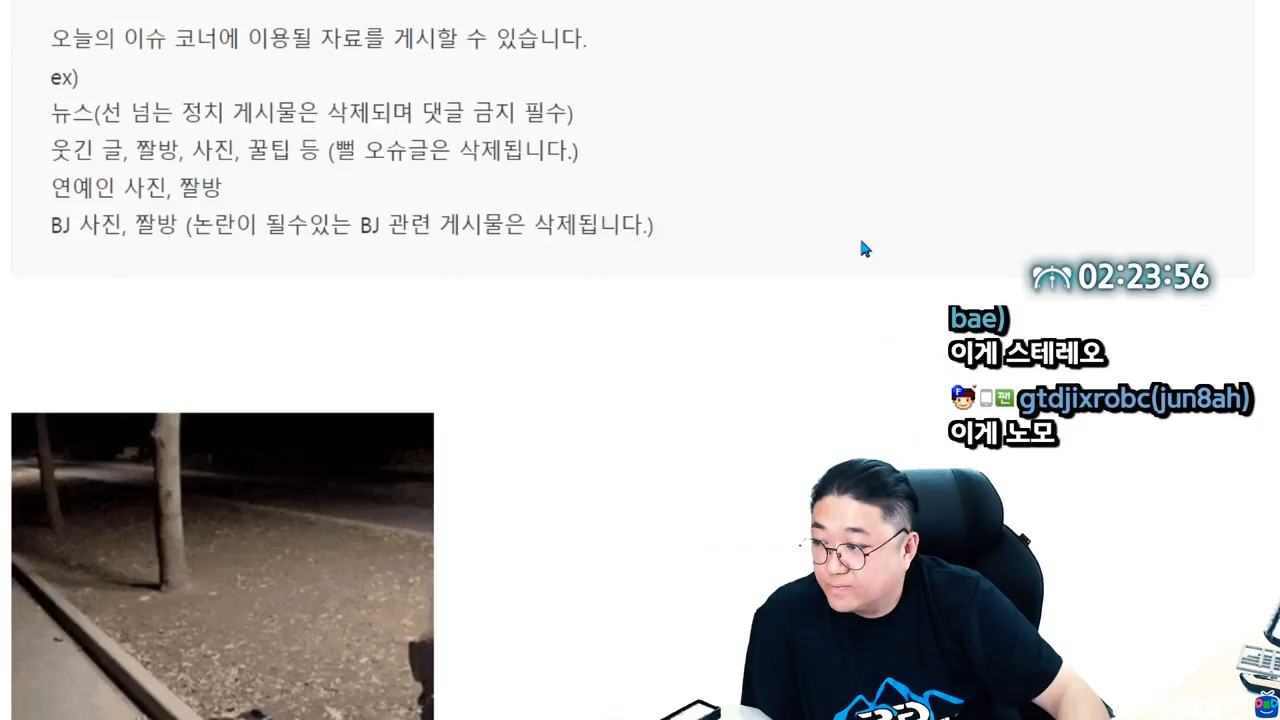 오늘의 이슈 코너에 이용될 자료를 게시할 수 있습니다.
ex)
뉴스(선 넘는 정치 게시물은 삭제되며 댓글 금지 필수)
웃긴 글, 짤방, 사진, 꿀팁 등 (뻘 오슈글은 삭제됩니다.)
연예인 사진, 짤방
BJ 사진, 짤방 (논란이 될수있는 BJ 관련 게시물은 삭제됩니다.)
02:23:56
bae)
이게 스테레오
F 팬 gtdjixrobc(jun8ah)
이게 노모